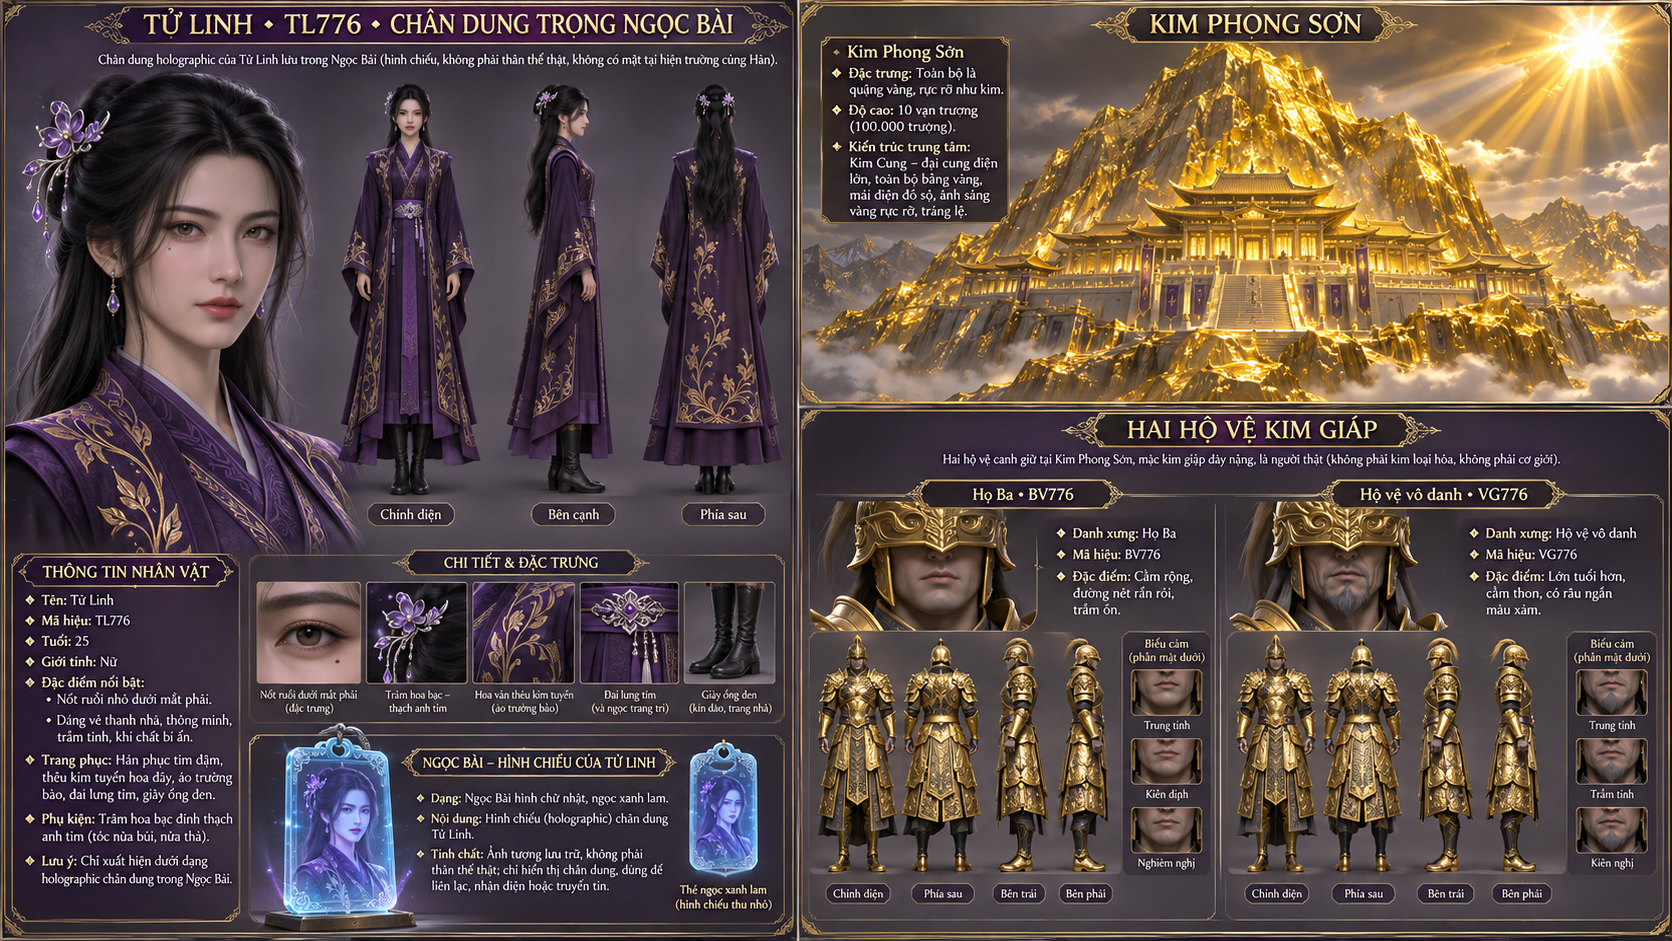 TỬ LINH ◆ TL776 ◆ CHÂN DUNG TRỌNG NGỌC BÀI
Chân dung holographic của Tử Linh lưu trong Ngọc Bài (hình chiếu, không phải thân thể thật, không có mặt tại hiện trường cùng Hân).
Chính diện
Bên cạnh
Phía sau
THÔNG TIN NHÂN VẬT
Tên: Tử Linh
Mã hiệu: TL776
Tuổi: 25
Giới tính: Nữ
Đặc điểm nổi bật:
• Nốt ruồi nhỏ dưới mắt phải.
• Dáng vẻ thanh nhã, thông minh,
trầm tĩnh, khí chất bí ẩn.
Trang phục: Hán phục tím đậm,
thêu kim tuyến hoa dây, áo trường
bào, đai lưng tím, giày ống đen.
Phụ kiện: Trâm hoa bạc đính thạch
anh tím (tóc nửa búi, nửa thả).
Lưu ý: Chỉ xuất hiện dưới dạng
holographic chân dung trong Ngọc Bài.
CHI TIẾT & ĐẶC TRƯNG
Nốt ruồi dưới mắt phải
(đặc trưng)
Trâm hoa bạc –
thạch anh tím
Hoa văn thêu kim tuyến
(áo trường bào)
Đai lưng tím
(và ngọc trang trí)
Giày ống đen
(kín đáo, trang nhã)
NGỌC BÀI – HÌNH CHIẾU CỦA TỬ LINH
Dạng: Ngọc Bài hình chữ nhật, ngọc xanh lam.
Nội dung: Hình chiếu (holographic) chân dung
Tử Linh.
Tính chất: Ảnh tượng lưu trữ, không phải
thân thể thật; chỉ hiển thị chân dung, dùng để
liên lạc, nhận diện hoặc truyền tin.
Thẻ ngọc xanh lam
(hình chiếu thu nhỏ)
KIM PHONG SƠN
Kim Phong Sơn
Đặc trưng: Toàn bộ là
quặng vàng, rực rỡ như kim.
Độ cao: 10 vạn trượng
(100.000 trượng).
Kiến trúc trung tâm:
Kim Cung – đại cung điện
lớn, toàn bộ bằng vàng,
mái điện đồ sộ, ánh sáng
vàng rực rỡ, tráng lệ.
HAI HỘ VỆ KIM GIÁP
Hai hộ vệ canh giữ tại Kim Phong Sơn, mặc kim giáp dày nặng, là người thật (không phải kim loại hóa, không phải cơ giới).
Họ Ba • BV776
Danh xưng: Họ Ba
Mã hiệu: BV776
Đặc điểm: Cằm rộng,
đường nét rắn rỏi,
trầm ổn.
Biểu cảm
(phần mặt dưới)
Trung tính
Kiên định
Nghiêm nghị
Chính diện
Phía sau
Bên trái
Bên phải
Hộ vệ vô danh • VG776
Danh xưng: Hộ vệ vô danh
Mã hiệu: VG776
Đặc điểm: Lớn tuổi hơn,
cằm thon, có râu ngắn
màu xám.
Biểu cảm
(phần mặt dưới)
Trung tính
Trầm tĩnh
Kiên nghị
Chính diện
Phía sau
Bên trái
Bên phải